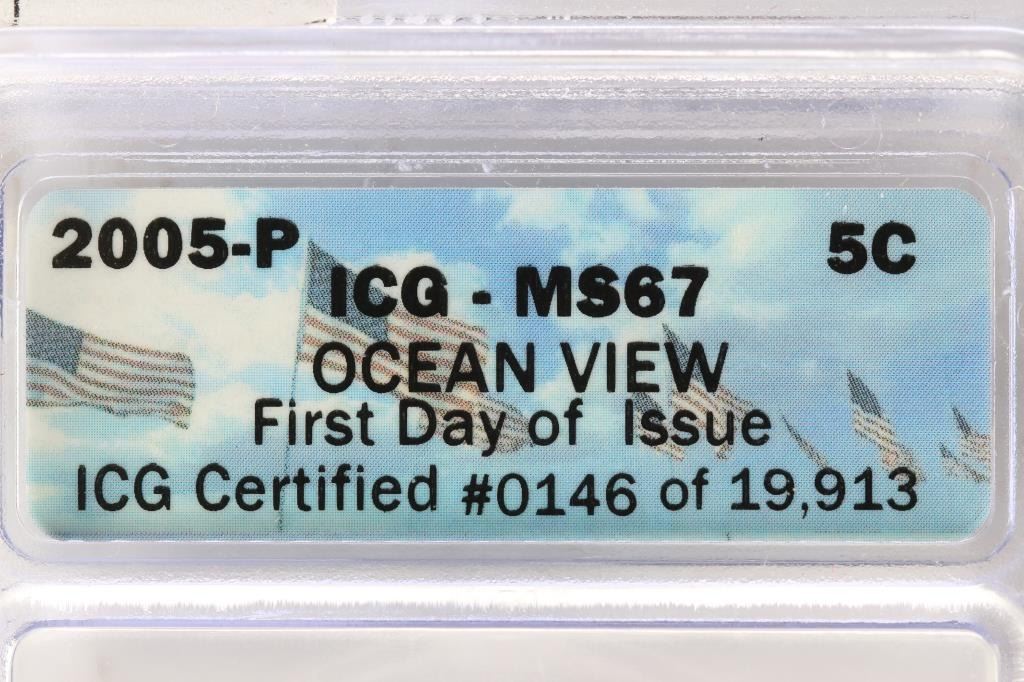 2005-P 5C
ICG - MS67
OCEAN VIEW
First Day of Issue
ICG Certified #0146 of 19,913